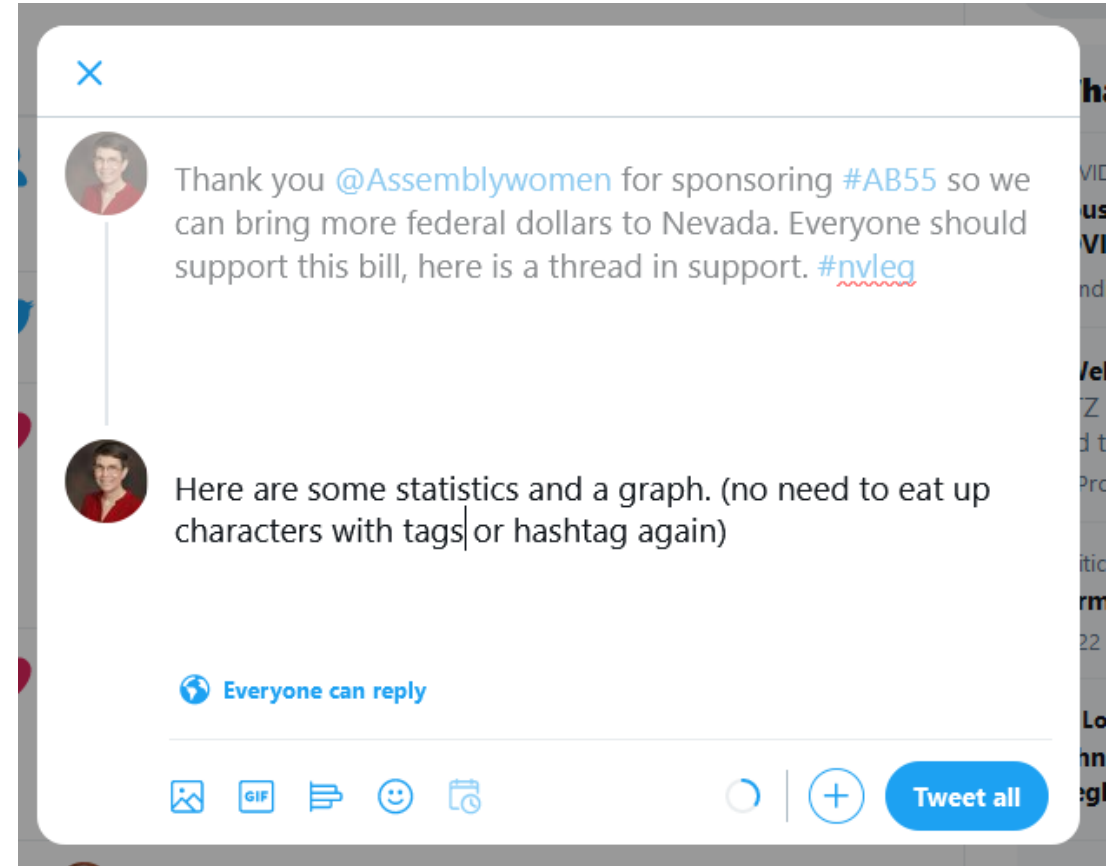 Thank you @Assemblywomen for sponsoring #AB55 so we
can bring more federal dollars to Nevada. Everyone should
support this bill, here is a thread in support. #nvleg
Here are some statistics and a graph. (no need to eat up
characters with tags or hashtag again)
Everyone can reply
GIF
Tweet all